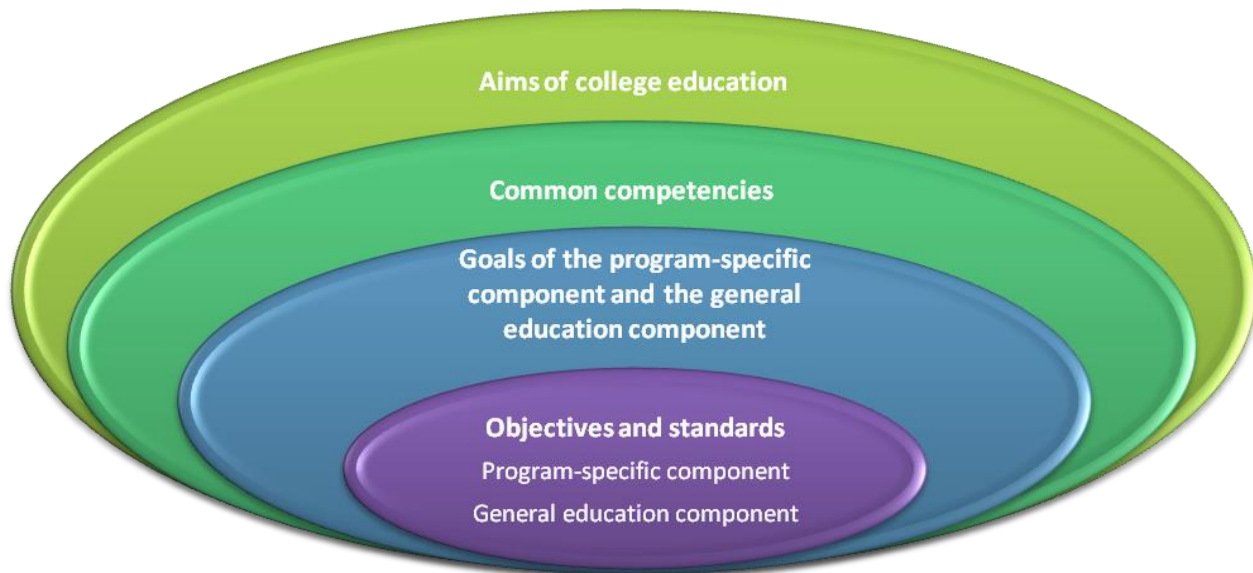 Aims of college education
Common competencies
Goals of the program-specific
component and the general
education component
Objectives and standards
Program-specific component
General education component